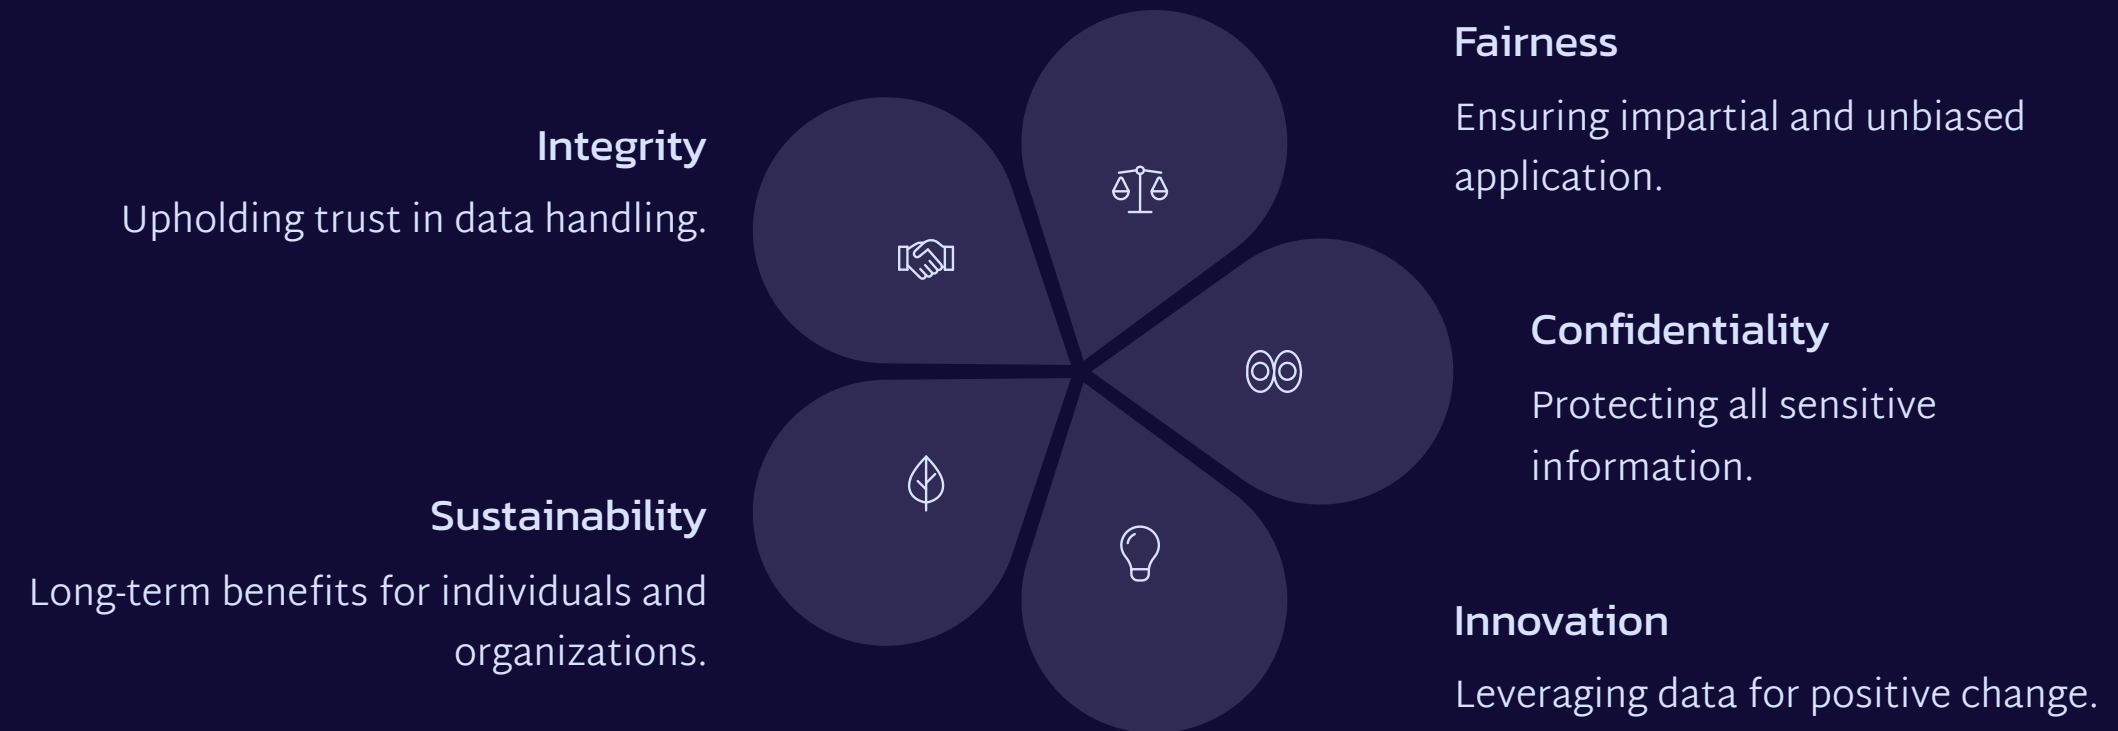 Integrity
Upholding trust in data handling.
Sustainability
Long-term benefits for individuals and
organizations.
Fairness
Ensuring impartial and unbiased
application.
Confidentiality
Protecting all sensitive
information.
Innovation
Leveraging data for positive change.